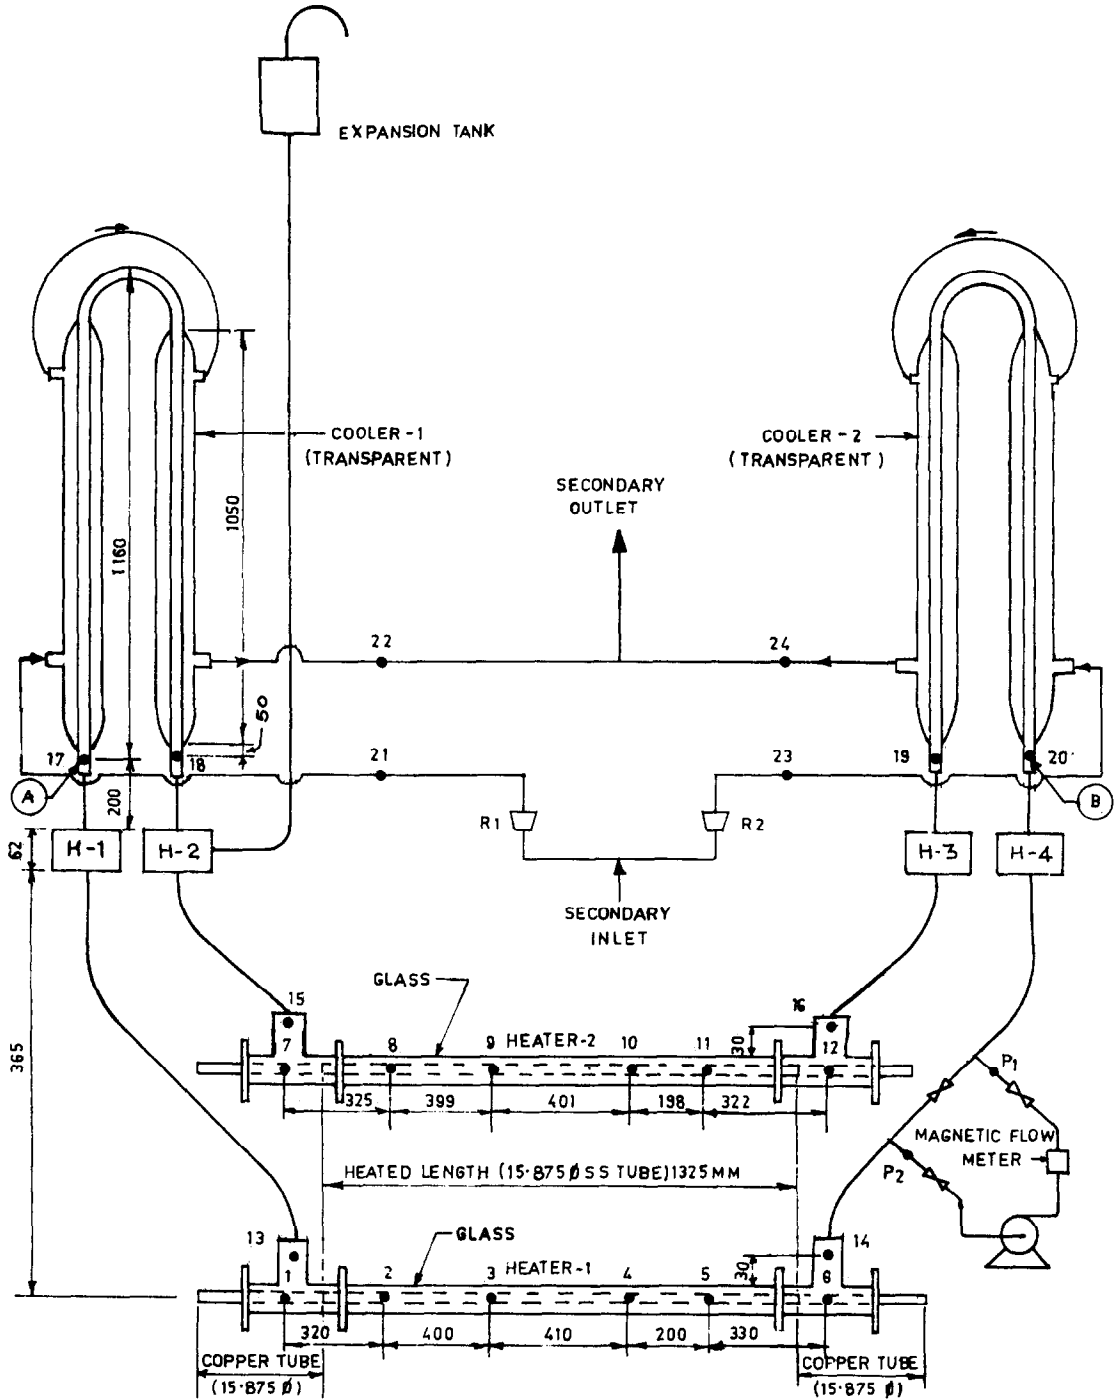 EXPANSION TANK
COOLER-1
(TRANSPARENT)
COOLER-2
(TRANSPARENT)
SECONDARY
OUTLET
1050
1160
22
24
50
17
18
21
23
19
20
A
B
200
62
H-1
H-2
R1
R2
H-3
H-4
SECONDARY
INLET
GLASS
15
16
7
8
9
HEATER-2
10
11
30
12
325
399
401
198
322
365
P1
MAGNETIC FLOW
METER
P2
HEATED LENGTH (15.875 Ø SS TUBE) 1325 MM
GLASS
13
14
1
2
3
HEATER-1
4
5
30
6
320
400
410
200
330
COPPER TUBE
(15.875 Ø)
COPPER TUBE
(15.875 Ø)